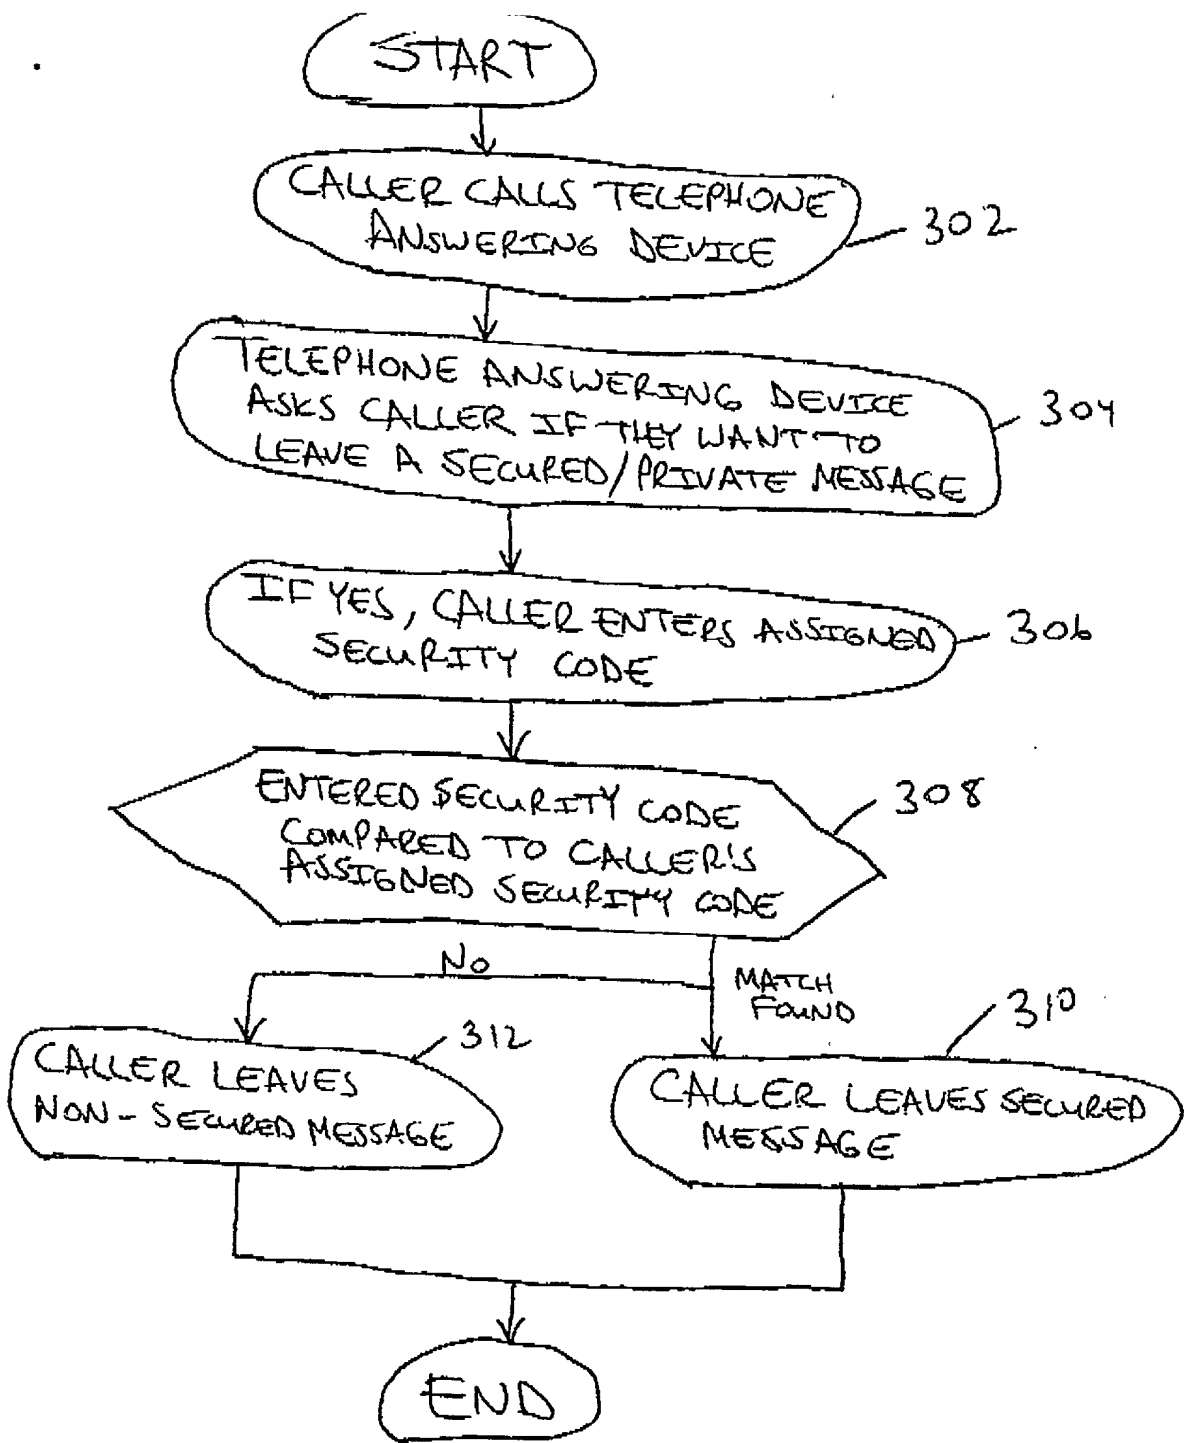 START
CALLER CALLS TELEPHONE
ANSWERING DEVICE
302
TELEPHONE ANSWERING DEVICE
ASKS CALLER IF THEY WANT TO
LEAVE A SECURED/PRIVATE MESSAGE
304
IF YES, CALLER ENTERS ASSIGNED
SECURITY CODE
306
ENTERED SECURITY CODE
COMPARED TO CALLER'S
ASSIGNED SECURITY CODE
308
NO
MATCH
FOUND
312
CALLER LEAVES
NON-SECURED MESSAGE
310
CALLER LEAVES SECURED
MESSAGE
END